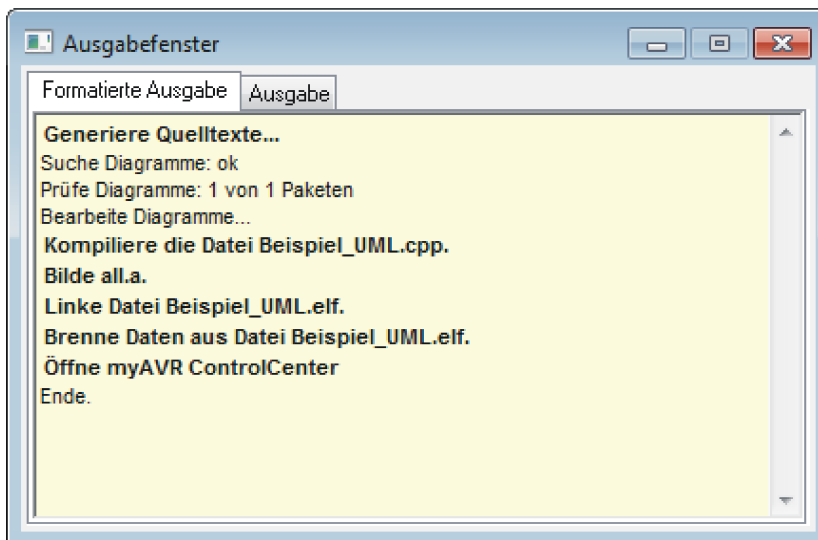 Ausgabefenster
Formatierte Ausgabe Ausgabe
Generiere Quelltexte...
Suche Diagramme: ok
Prüfe Diagramme: 1 von 1 Paketen
Bearbeite Diagramme...
Kompiliere die Datei Beispiel_UML.cpp.
Bilde all.a.
Linke Datei Beispiel_UML.elf.
Brenne Daten aus Datei Beispiel_UML.elf.
Öffne myAVR ControlCenter
Ende.